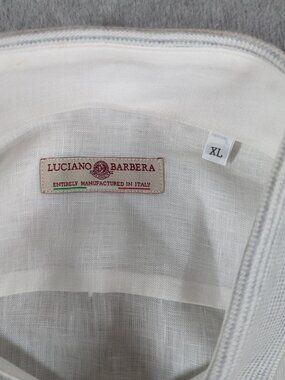 LUCIANO BARBERA
ENTIRELY MANUFACTURED IN ITALY
XL